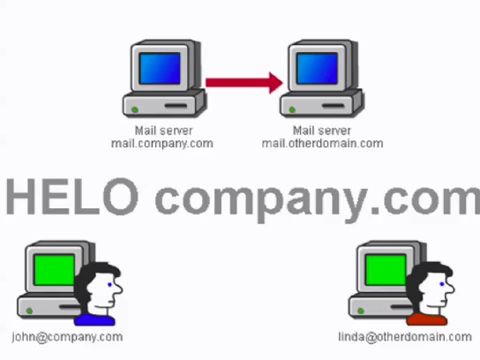 Mail server
mail.company.com
Mail server
mail.otherdomain.com
HELO company.com
john@company.com
linda@otherdomain.com